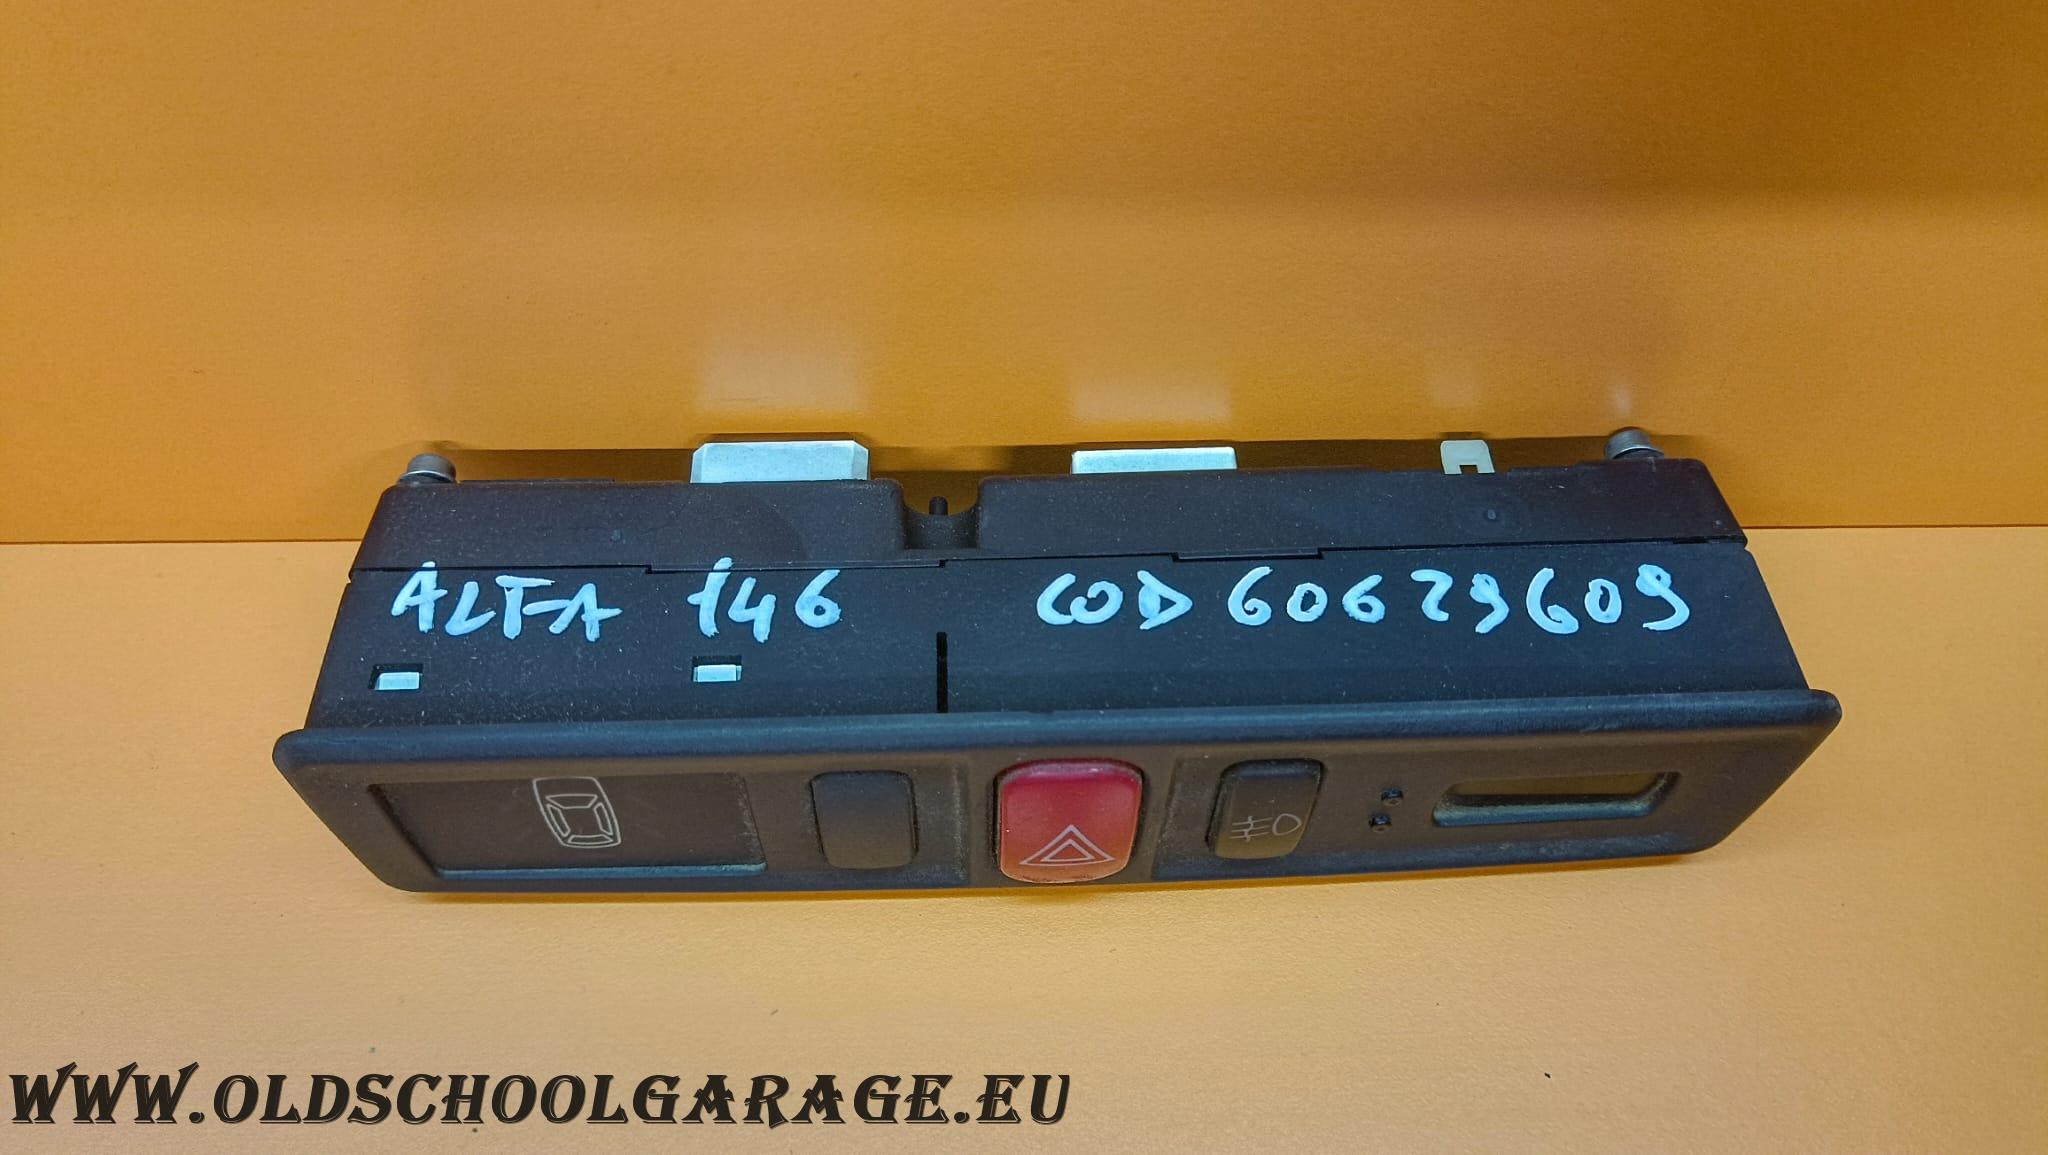 ALFA 146 COD 60629609
WWW.OLDSCHOOLGARAGE.EU